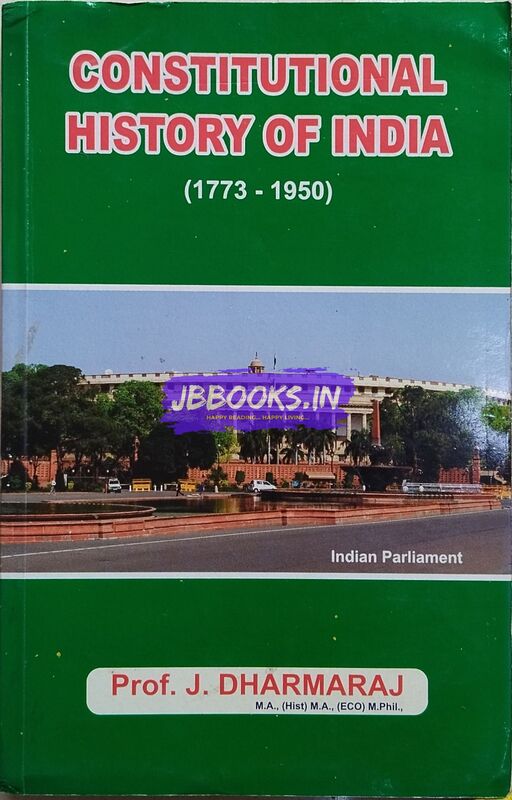 CONSTITUTIONAL
HISTORY OF INDIA
(1773 - 1950)
JBBOOKS.IN
HAPPY READING... HAPPY LIVING...
Indian Parliament
Prof. J. DHARMARAJ
M.A., (Hist) M.A., (ECO) M.Phil.,